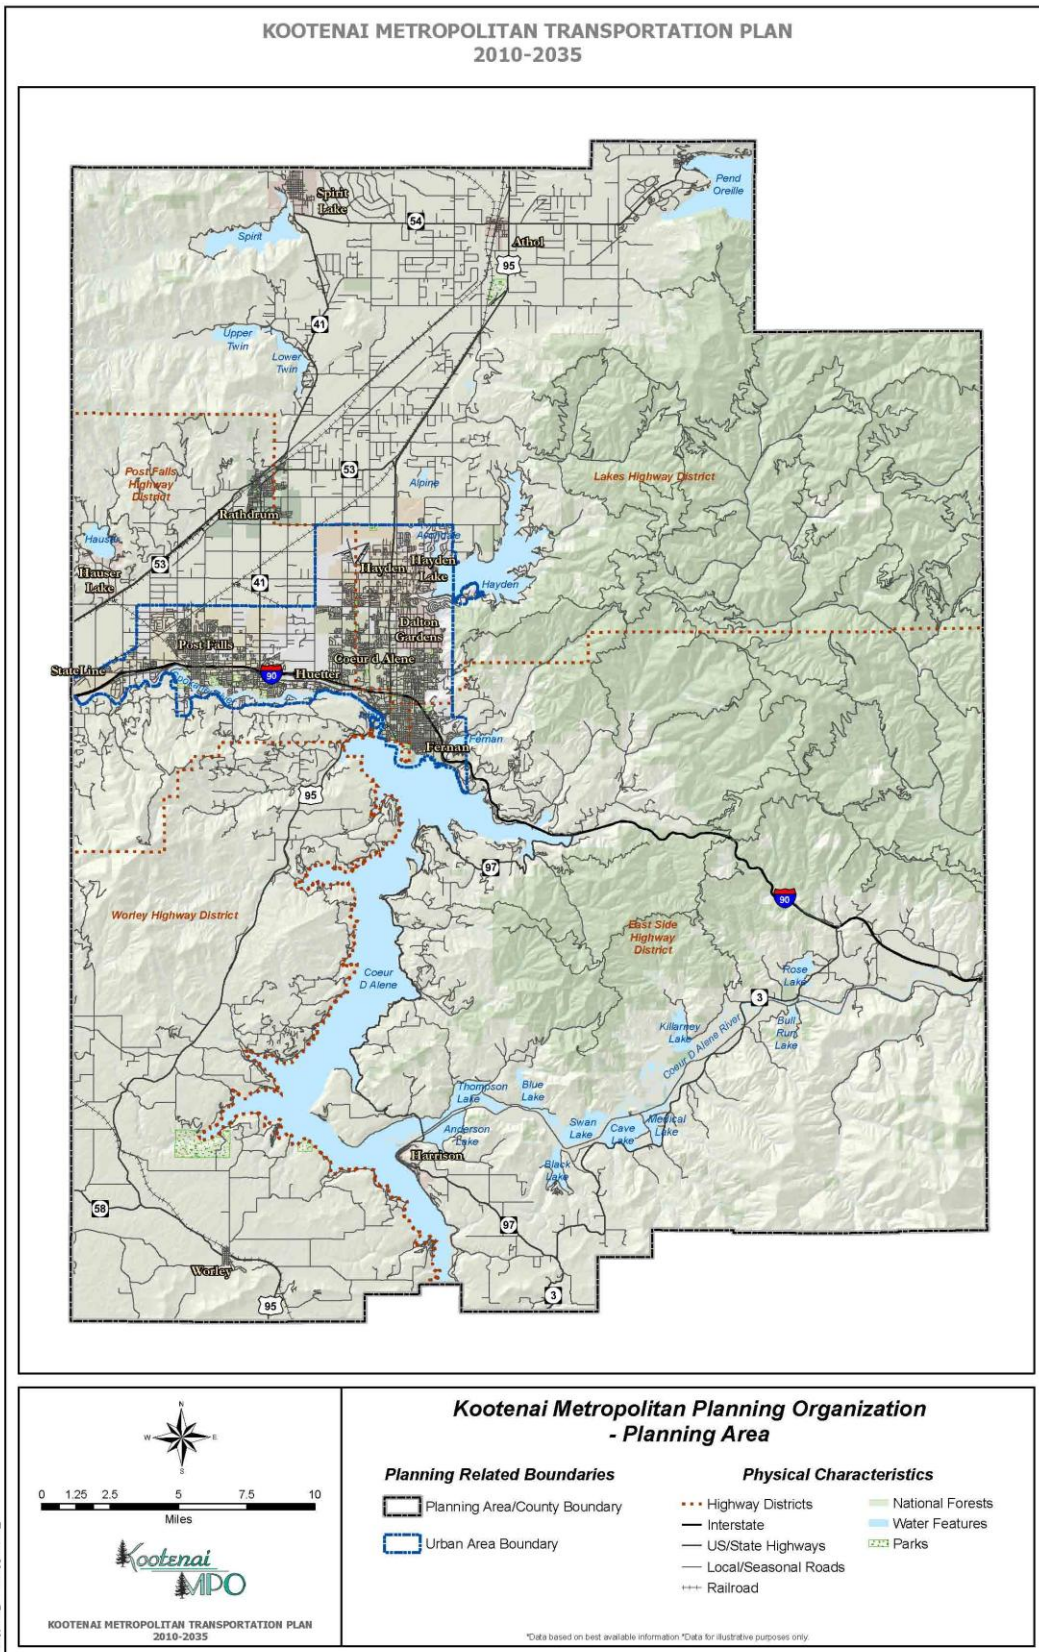 KOOTENAI METROPOLITAN TRANSPORTATION PLAN
2010-2035
Pend
Oreille
Spirit
Lake
54
Athol
Spirit
95
41
Upper
Twin
Lower
Twin
Post Falls
Highway
District
53
Alpine
Lakes Highway District
Rathdrum
Avondale
Hauser
Hayden
Hayden
Lake
Hauser
Lake
53
41
Hayden
Dalton
Gardens
Post Falls
Coeur d Alene
StateLine
90
Huetter
Fernan
Fernan
95
97
90
Worley Highway District
East Side
Highway
District
Coeur
D Alene
Rose
Lake
3
Killarney
Lake
Bull
Run
Lake
Coeur D Alene River
Thompson
Lake
Blue
Lake
Swan
Lake
Cave
Lake
Medical
Lake
Anderson
Lake
Harrison
Black
Lake
58
97
Worley
95
3
N
W
E
S
0 1.25 2.5 5 7.5 10
Miles
Kootenai
MPO
KOOTENAI METROPOLITAN TRANSPORTATION PLAN
2010-2035
Kootenai Metropolitan Planning Organization
- Planning Area
Planning Related Boundaries
Planning Area/County Boundary
Urban Area Boundary
Physical Characteristics
Highway Districts
Interstate
US/State Highways
Local/Seasonal Roads
Railroad
National Forests
Water Features
Parks
*Data based on best available information *Data for illustrative purposes only.